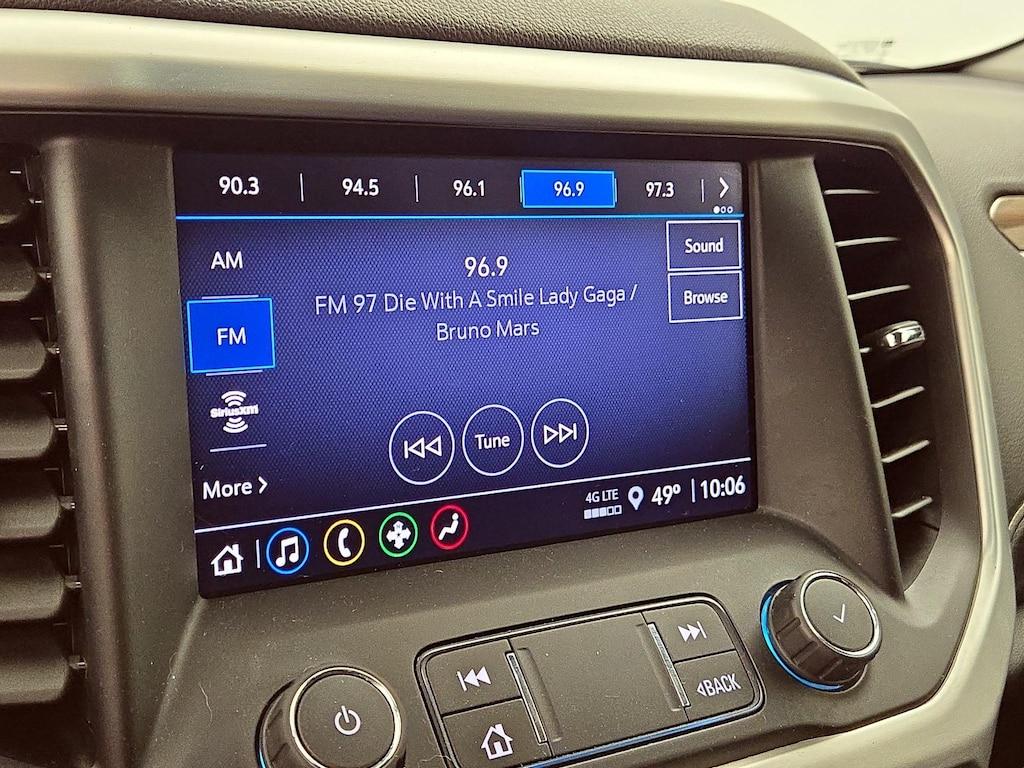 90.3 94.5 96.1 96.9 97.3
AM
96.9
Sound
FM 97 Die With A Smile Lady Gaga /
Bruno Mars
Browse
FM
SiriusXM
Tune
More
4G LTE
49° 10:06
BACK